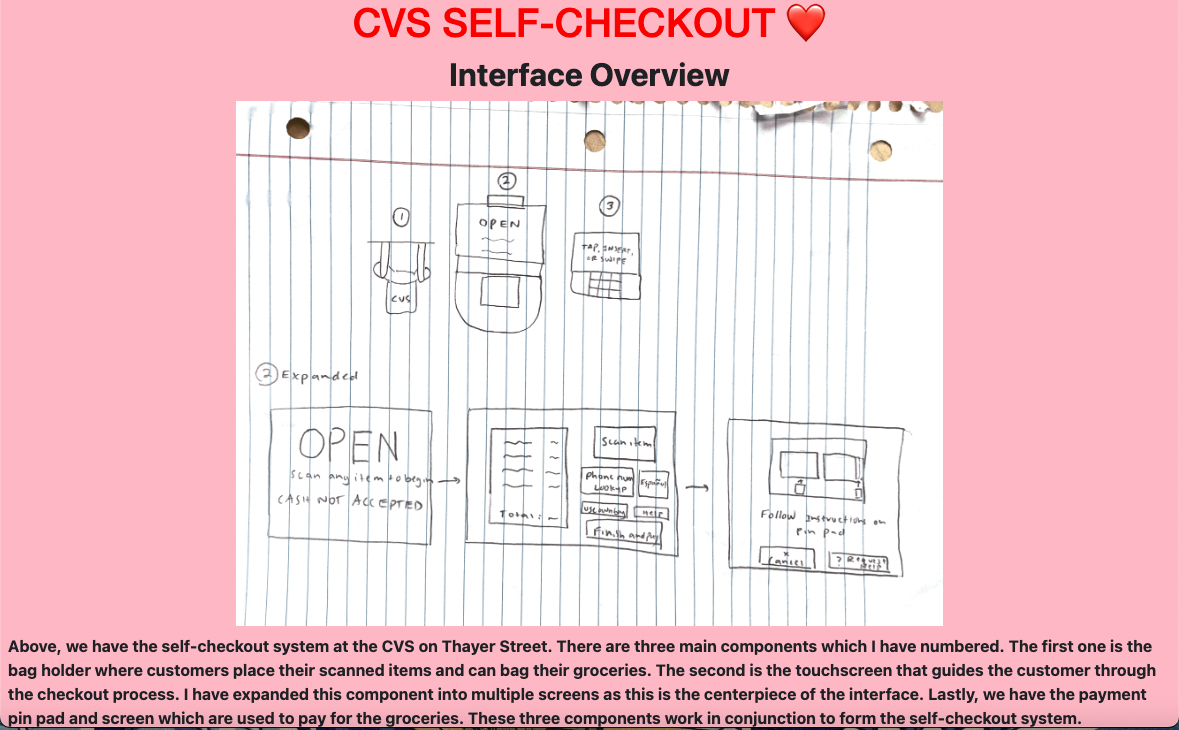 CVS SELF-CHECKOUT ❤️
Interface Overview
1
2
3
OPEN
TAP, INSERT,
OR SWIPE
CVS
2 Expanded
OPEN
Scan any item to begin
CASH NOT ACCEPTED
Scan item
Phone num
LOOKUP
Español
use own bag
HELP
Total:
Finish and pay
Follow Instructions on
pin pad
x
Cancel
? Request
Help
Above, we have the self-checkout system at the CVS on Thayer Street. There are three main components which I have numbered. The first one is the
bag holder where customers place their scanned items and can bag their groceries. The second is the touchscreen that guides the customer through
the checkout process. I have expanded this component into multiple screens as this is the centerpiece of the interface. Lastly, we have the payment
pin pad and screen which are used to pay for the groceries. These three components work in conjunction to form the self-checkout system.